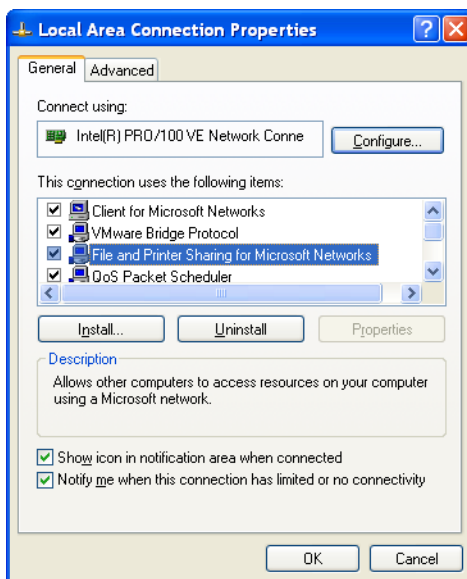 Local Area Connection Properties
General Advanced
Connect using:
Intel(R) PRO/100 VE Network Conne
Configure...
This connection uses the following items:
Client for Microsoft Networks
VMware Bridge Protocol
File and Printer Sharing for Microsoft Networks
QoS Packet Scheduler
Install... Uninstall Properties
Description
Allows other computers to access resources on your computer
using a Microsoft network.
Show icon in notification area when connected
Notify me when this connection has limited or no connectivity
OK Cancel